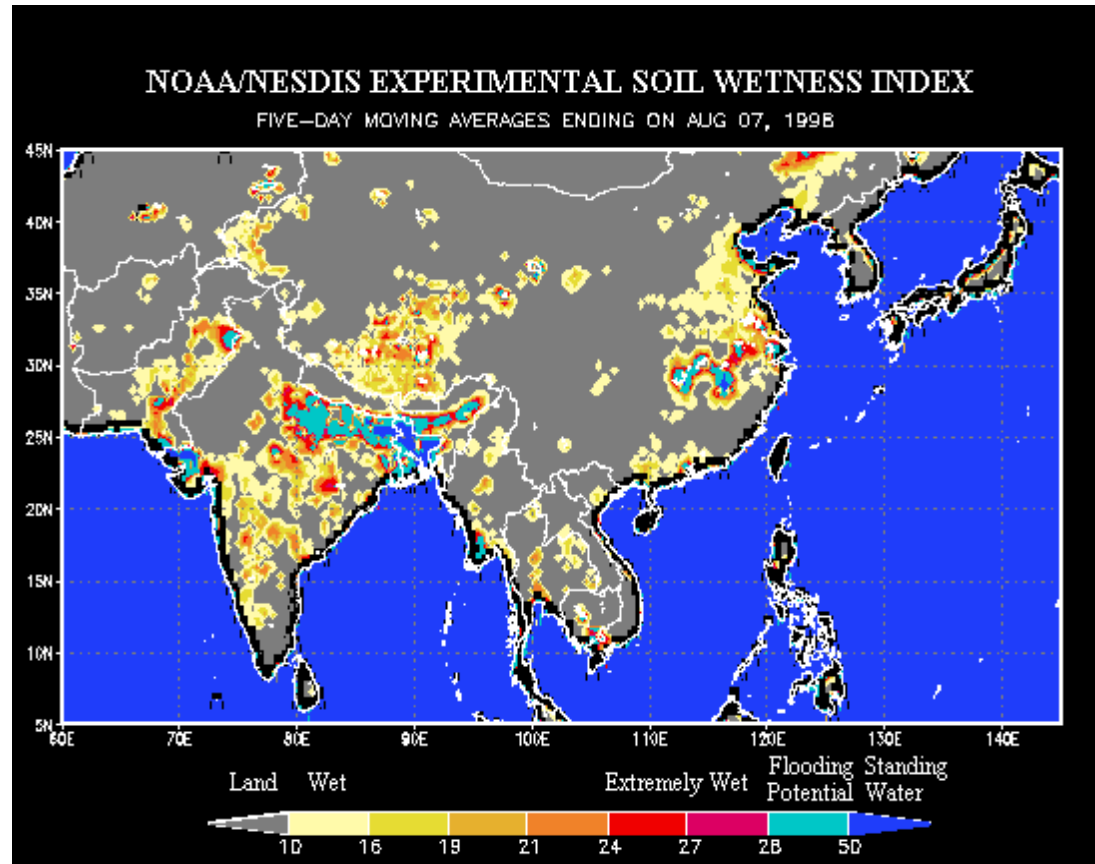 NOAA/NESDIS EXPERIMENTAL SOIL WETNESS INDEX
FIVE-DAY MOVING AVERAGES ENDING ON AUG 07, 1998
45N
40N
35N
30N
25N
20N
15N
10N
5N
60E 70E 80E 90E 100E 110E 120E 130E 140E
Land Wet Extremely Wet Flooding Potential Standing Water
10 16 19 21 24 27 28 50